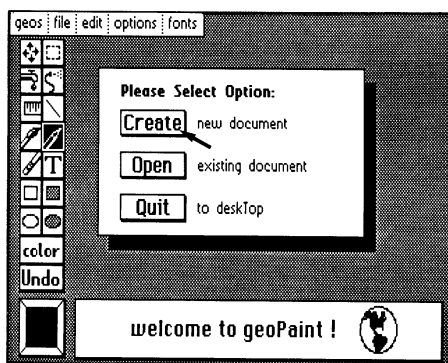 geos file edit options fonts
Please Select Option:
Create new document
Open existing document
Quit to deskTop
T
color
Undo
welcome to geoPaint !